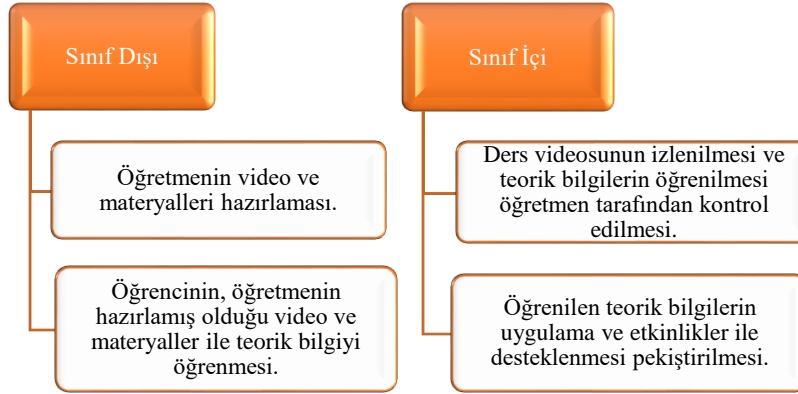 Sınıf Dışı
Öğretmenin video ve
materyalleri hazırlaması.
Öğrencinin, öğretmenin
hazırlamış olduğu video ve
materyaller ile teorik bilgiyi
öğrenmesi.
Sınıf İçi
Ders videosunun izlenilmesi ve
teorik bilgilerin öğrenilmesi
öğretmen tarafından kontrol
edilmesi.
Öğrenilen teorik bilgilerin
uygulama ve etkinlikler ile
desteklenmesi pekiştirilmesi.